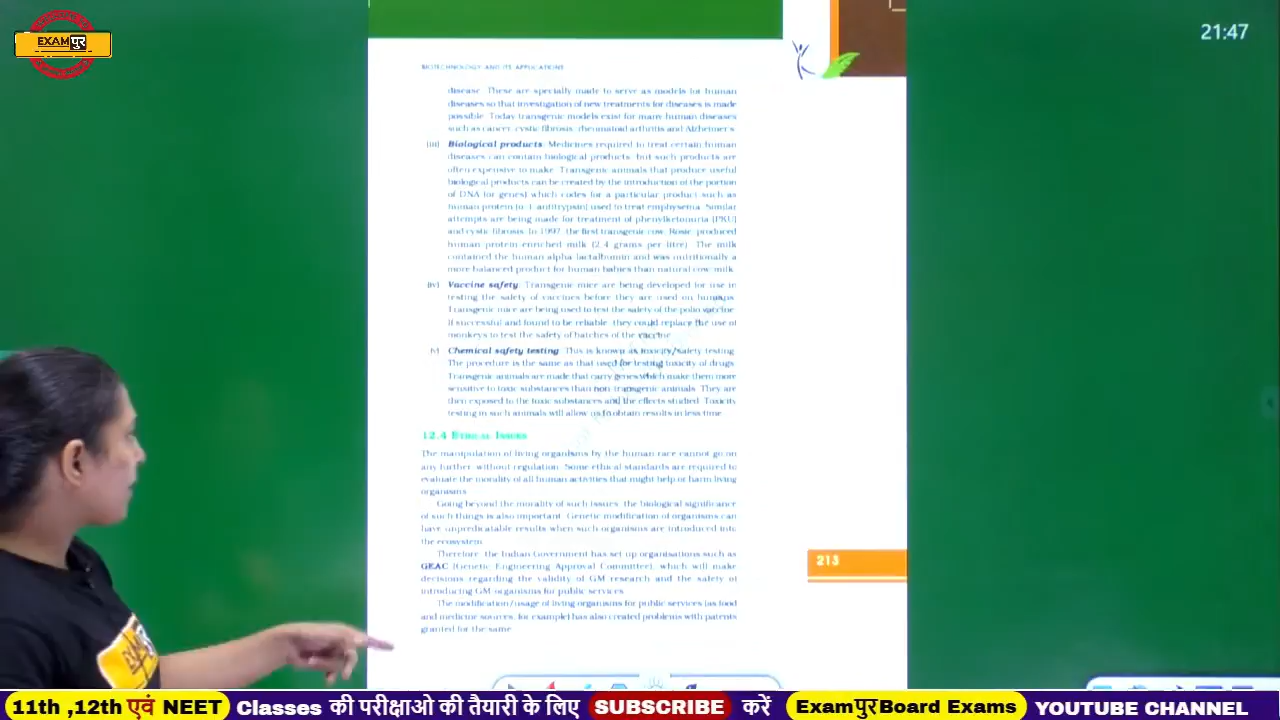 EXAMपुर
21:47
BIOTECHNOLOGY AND ITS APPLICATIONS
disease. These are specially made to serve as models for human
diseases so that investigation of new treatments for diseases is made
possible. Today transgenic models exist for many human diseases
such as cancer, cystic fibrosis, rheumatoid arthritis and Alzheimer's.
(iii) Biological products: Medicines required to treat certain human
diseases can contain biological products, but such products are
often expensive to make. Transgenic animals that produce useful
biological products can be created by the introduction of the portion
of DNA (or genes) which codes for a particular product such as
human protein (α-1-antitrypsin) used to treat emphysema. Similar
attempts are being made for treatment of phenylketonuria (PKU)
and cystic fibrosis. In 1997, the first transgenic cow, Rosie, produced
human protein-enriched milk (2.4 grams per litre). The milk
contained the human alpha-lactalbumin and was nutritionally a
more balanced product for human babies than natural cow-milk.
(iv) Vaccine safety: Transgenic mice are being developed for use in
testing the safety of vaccines before they are used on humans.
Transgenic mice are being used to test the safety of the polio vaccine.
If successful and found to be reliable, they could replace the use of
monkeys to test the safety of batches of the vaccine.
(v) Chemical safety testing: This is known as toxicity/safety testing.
The procedure is the same as that used for testing toxicity of drugs.
Transgenic animals are made that carry genes which make them more
sensitive to toxic substances than non-transgenic animals. They are
then exposed to the toxic substances and the effects studied. Toxicity
testing in such animals will allow us to obtain results in less time.
12.4 ETHICAL ISSUES
The manipulation of living organisms by the human race cannot go on
any further, without regulation. Some ethical standards are required to
evaluate the morality of all human activities that might help or harm living
organisms.
Going beyond the morality of such issues, the biological significance
of such things is also important. Genetic modification of organisms can
have unpredicatable results when such organisms are introduced into
the ecosystem.
Therefore, the Indian Government has set up organisations such as
GEAC (Genetic Engineering Approval Committee), which will make
decisions regarding the validity of GM research and the safety of
introducing GM-organisms for public services.
The modification/usage of living organisms for public services (as food
and medicine sources, for example) has also created problems with patents
granted for the same.
213
11th ,12th एवं NEET Classes की परीक्षाओ की तैयारी के लिए SUBSCRIBE करें ExamपुरBoard Exams YOUTUBE CHANNEL